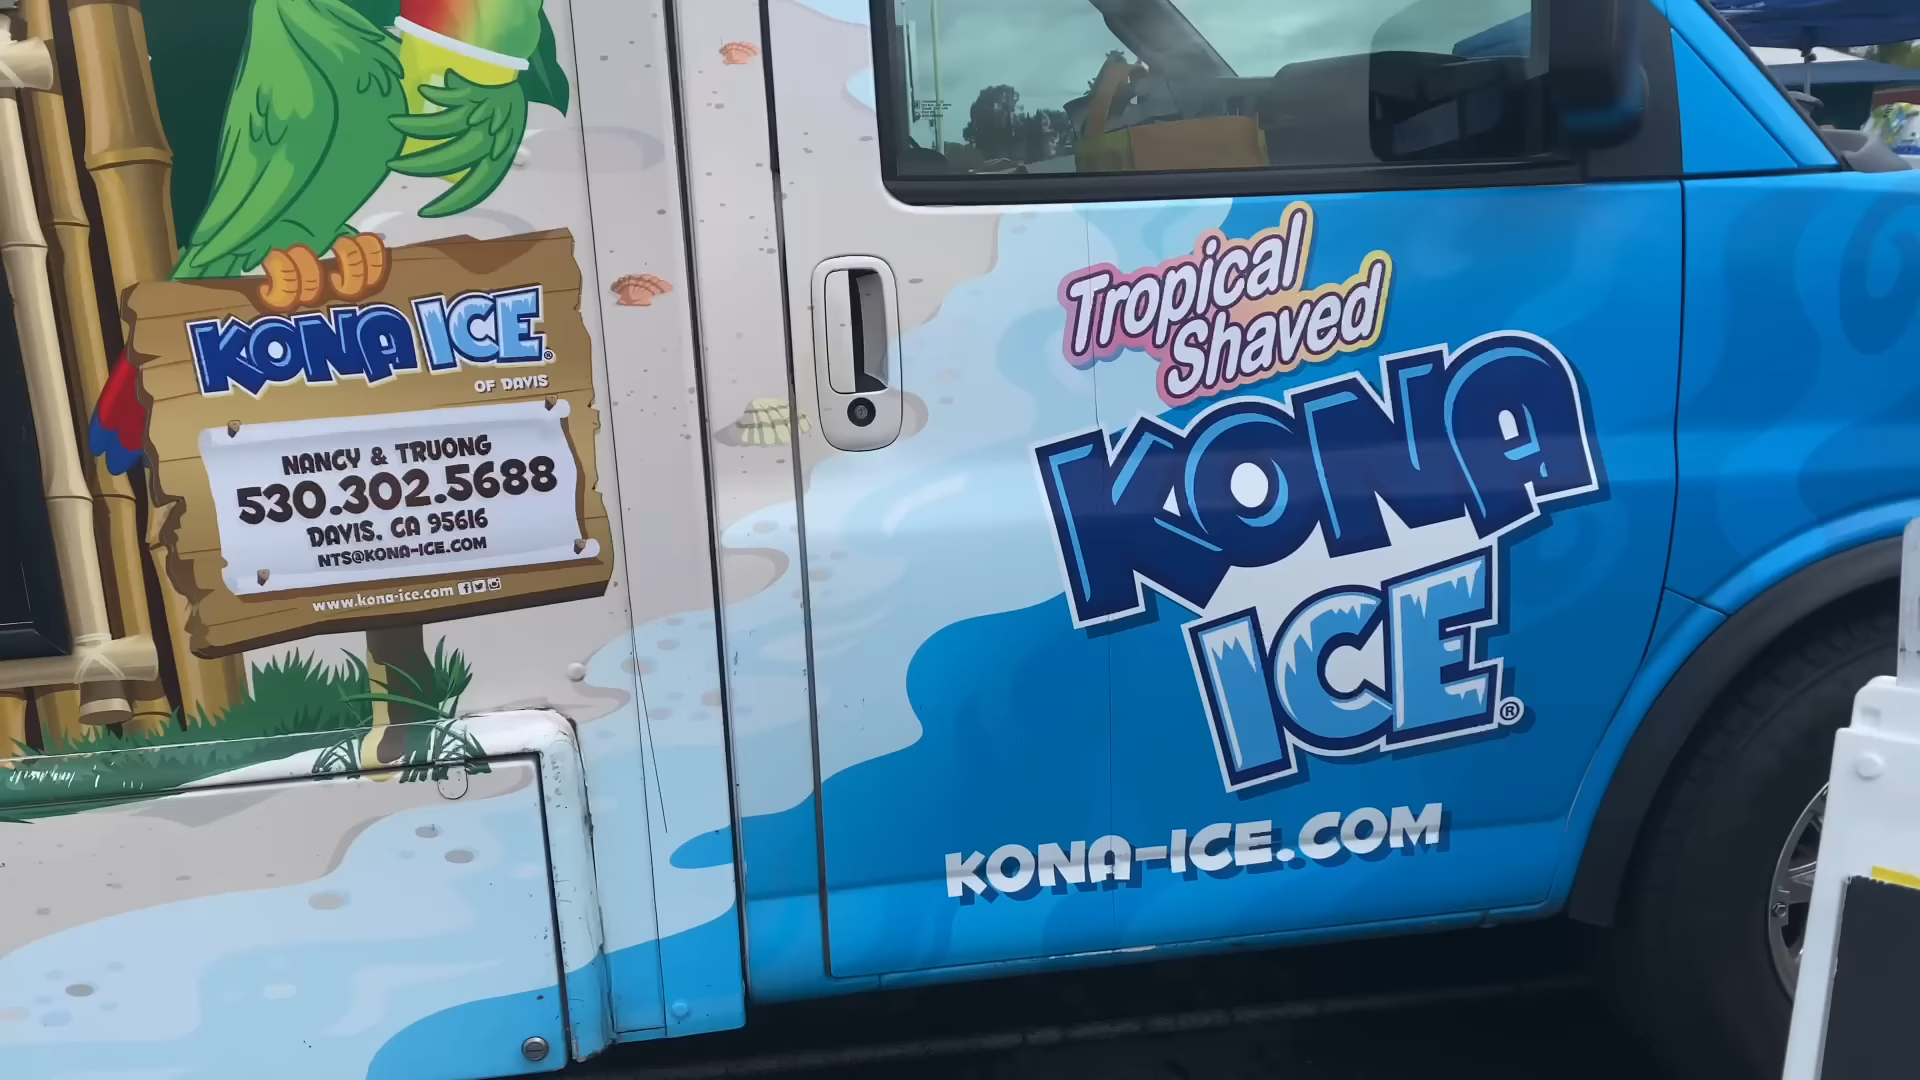 KONA ICE®
OF DAVIS
NANCY & TRUONG
530.302.5688
DAVIS, CA 95616
NTS@KONA-ICE.COM
www.kona-ice.com
Tropical
Shaved
KONA
ICE®
KONA-ICE.COM